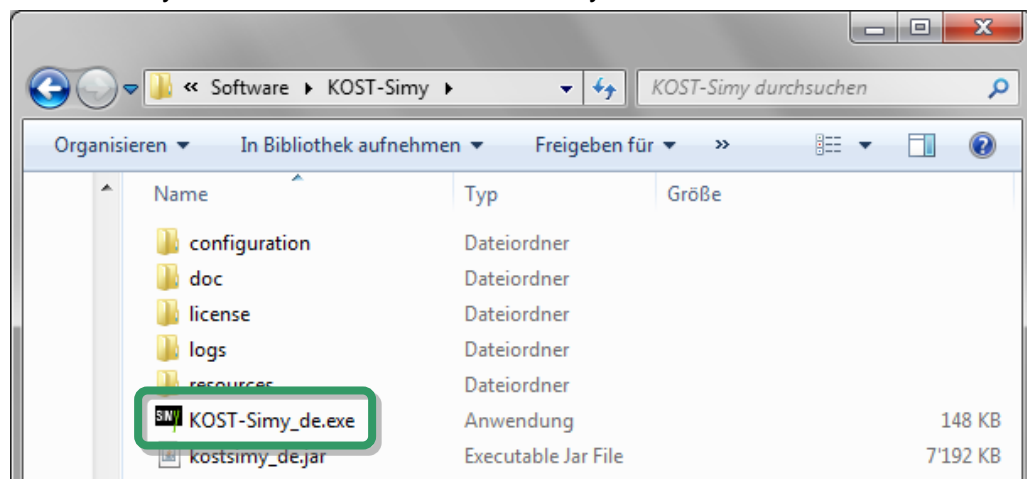 « Software ▸ KOST-Simy ▸ KOST-Simy durchsuchen
Organisieren ▾ In Bibliothek aufnehmen ▾ Freigeben für ▾ »
Name Typ Größe
configuration Dateiordner
doc Dateiordner
license Dateiordner
logs Dateiordner
resources Dateiordner
SIMy KOST-Simy_de.exe Anwendung 148 KB
kostsimy_de.jar Executable Jar File 7'192 KB